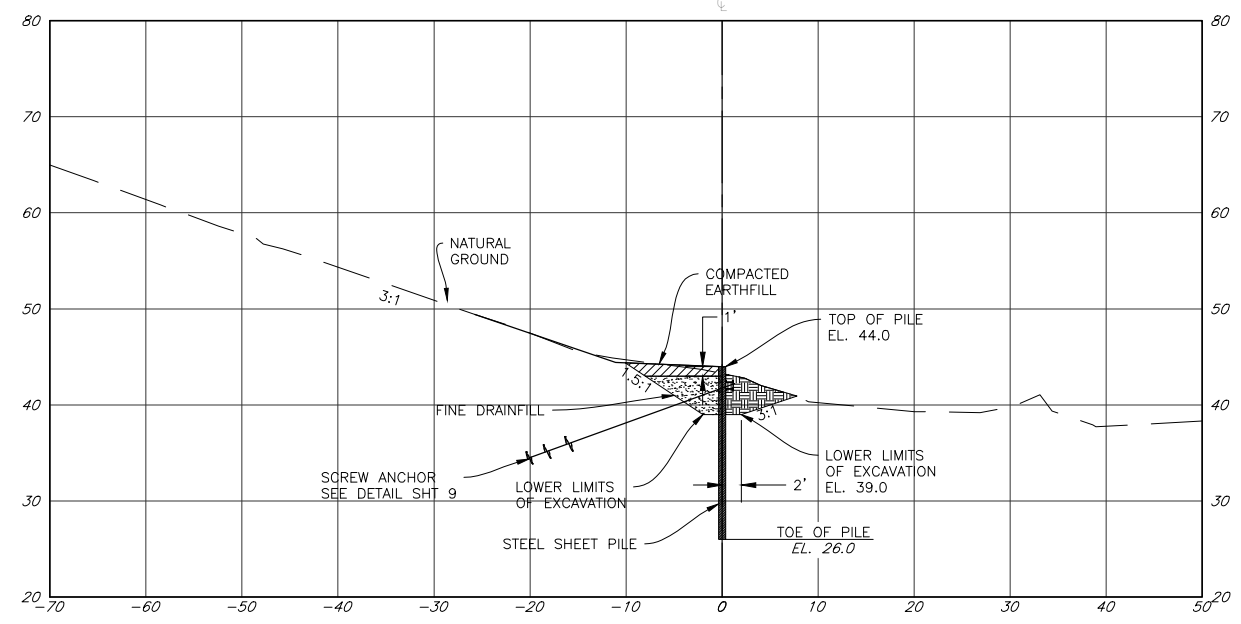 ℄
80
80
70
70
60
60
50
50
40
40
30
30
20
20
NATURAL
GROUND
3:1
COMPACTED
EARTHFILL
1'
TOP OF PILE
EL. 44.0
1.5:1
FINE DRAINFILL
5:1
SCREW ANCHOR
SEE DETAIL SHT 9
LOWER LIMITS
OF EXCAVATION
LOWER LIMITS
OF EXCAVATION
EL. 39.0
2'
STEEL SHEET PILE
TOE OF PILE
EL. 26.0
-70
-60
-50
-40
-30
-20
-10
0
10
20
30
40
50